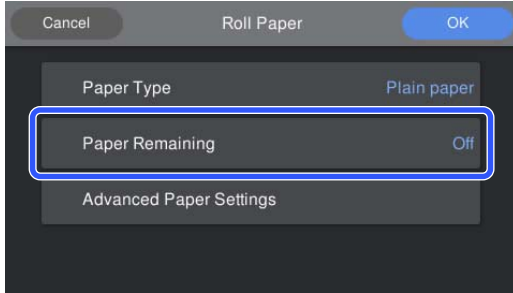 Cancel Roll Paper OK
Paper Type Plain paper
Paper Remaining Off
Advanced Paper Settings